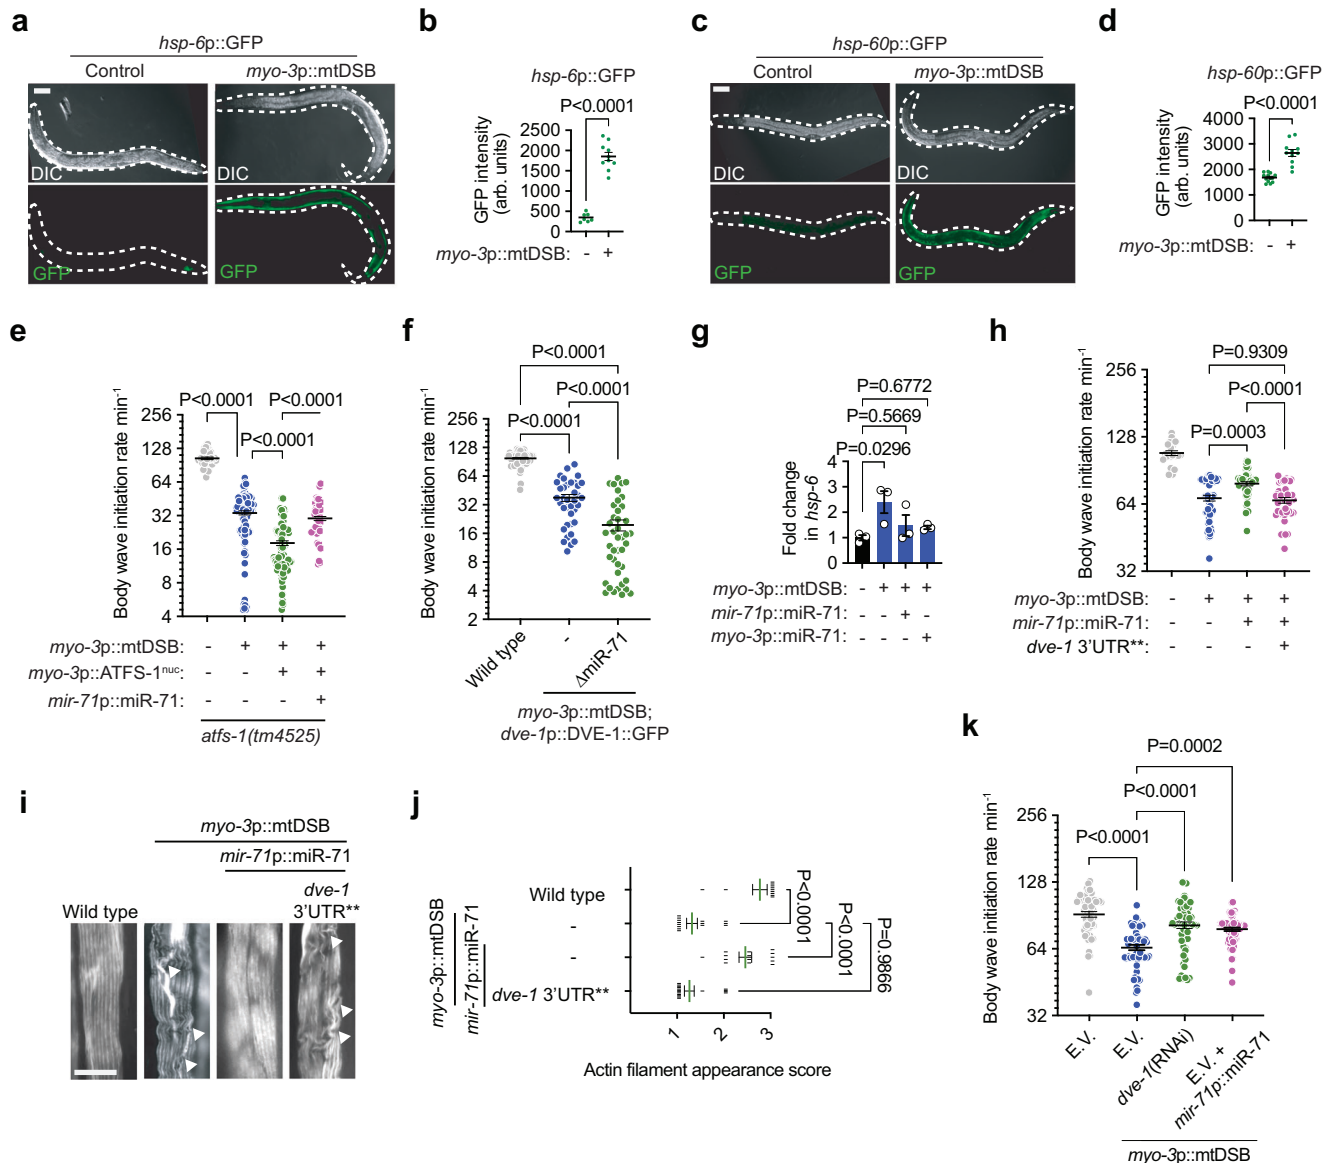 a
hsp-6p::GFP
Control
myo-3p::mtDSB
DIC
DIC
GFP
GFP
b
hsp-6p::GFP
P<0.0001
GFP intensity
(arb. units)
2500
2000
1500
1000
500
0
myo-3p::mtDSB: - +
c
hsp-60p::GFP
Control
myo-3p::mtDSB
DIC
DIC
GFP
GFP
d
hsp-60p::GFP
P<0.0001
GFP intensity
(arb. units)
4000
3000
2000
1000
0
myo-3p::mtDSB: - +
e
Body wave initiation rate min-1
P<0.0001
P<0.0001
P<0.0001
256
128
64
32
16
8
4
myo-3p::mtDSB: - + + +
myo-3p::ATFS-1nuc: - - + +
mir-71p::miR-71: - - - +
atfs-1(tm4525)
f
Body wave initiation rate min-1
P<0.0001
P<0.0001
P<0.0001
256
128
64
32
16
8
4
2
Wild type
-
ΔmiR-71
myo-3p::mtDSB;
dve-1p::DVE-1::GFP
g
P=0.6772
P=0.5669
P=0.0296
Fold change
in hsp-6
4
3
2
1
0
myo-3p::mtDSB: - + + +
mir-71p::miR-71: - - + -
myo-3p::miR-71: - - - +
h
Body wave initiation rate min-1
P=0.9309
P<0.0001
P=0.0003
256
128
64
32
myo-3p::mtDSB: - + + +
mir-71p::miR-71: - - + +
dve-1 3'UTR**: - - - +
i
myo-3p::mtDSB
mir-71p::miR-71
dve-1
Wild type 3'UTR**
j
myo-3p::mtDSB
mir-71p::miR-71
Wild type
-
-
dve-1 3'UTR**
P<0.0001
P<0.0001
P=0.9866
1
2
3
Actin filament appearance score
k
Body wave initiation rate min-1
P=0.0002
P<0.0001
P<0.0001
256
128
64
32
E.V.
E.V.
dve-1(RNAi)
E.V. +
mir-71p::miR-71
myo-3p::mtDSB